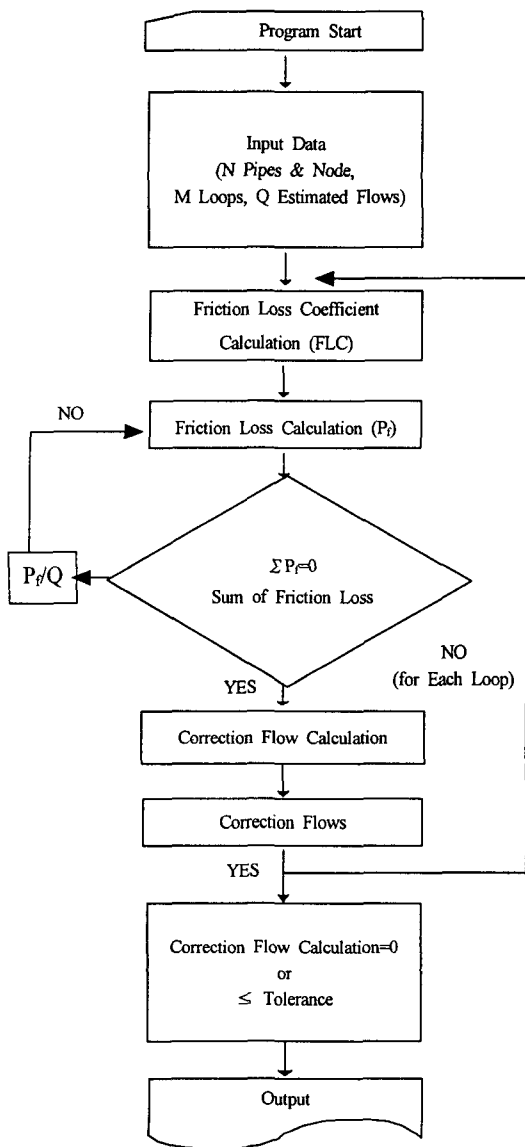 Program Start
Input Data
(N Pipes & Node,
M Loops, Q Estimated Flows)
Friction Loss Coefficient
Calculation (FLC)
NO
Friction Loss Calculation (Pf)
Pf/Q
ΣPf=0
Sum of Friction Loss
NO
(for Each Loop)
YES
Correction Flow Calculation
Correction Flows
YES
Correction Flow Calculation=0
or
≤ Tolerance
Output